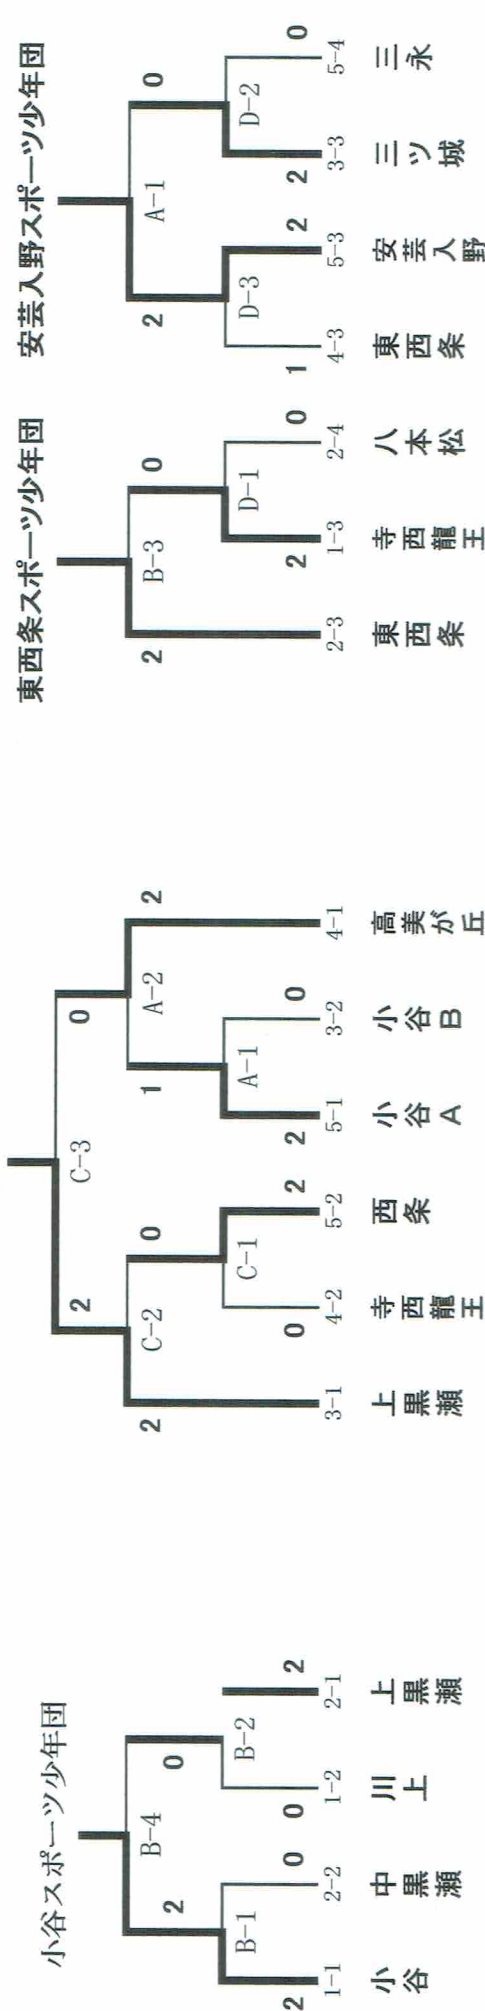 小谷スポーツ少年団
B-4
2
0
B-1
B-2
2
0
0
2
1-1
2-2
1-2
2-1
小谷
中黒瀬
川上
上黒瀬
C-3
2
0
C-2
A-2
2
0
1
2
C-1
A-1
0
2
2
0
3-1
4-2
5-2
5-1
3-2
4-1
上黒瀬
寺西龍王
西条
小谷A
小谷B
高美が丘
東西条スポーツ少年団
B-3
2
0
D-1
2
0
2-3
1-3
2-4
東西条
寺西龍王
八本松
安芸入野スポーツ少年団
A-1
2
0
D-3
D-2
1
2
2
0
4-3
5-3
3-3
5-4
東西条
安芸入野
三ツ城
三永